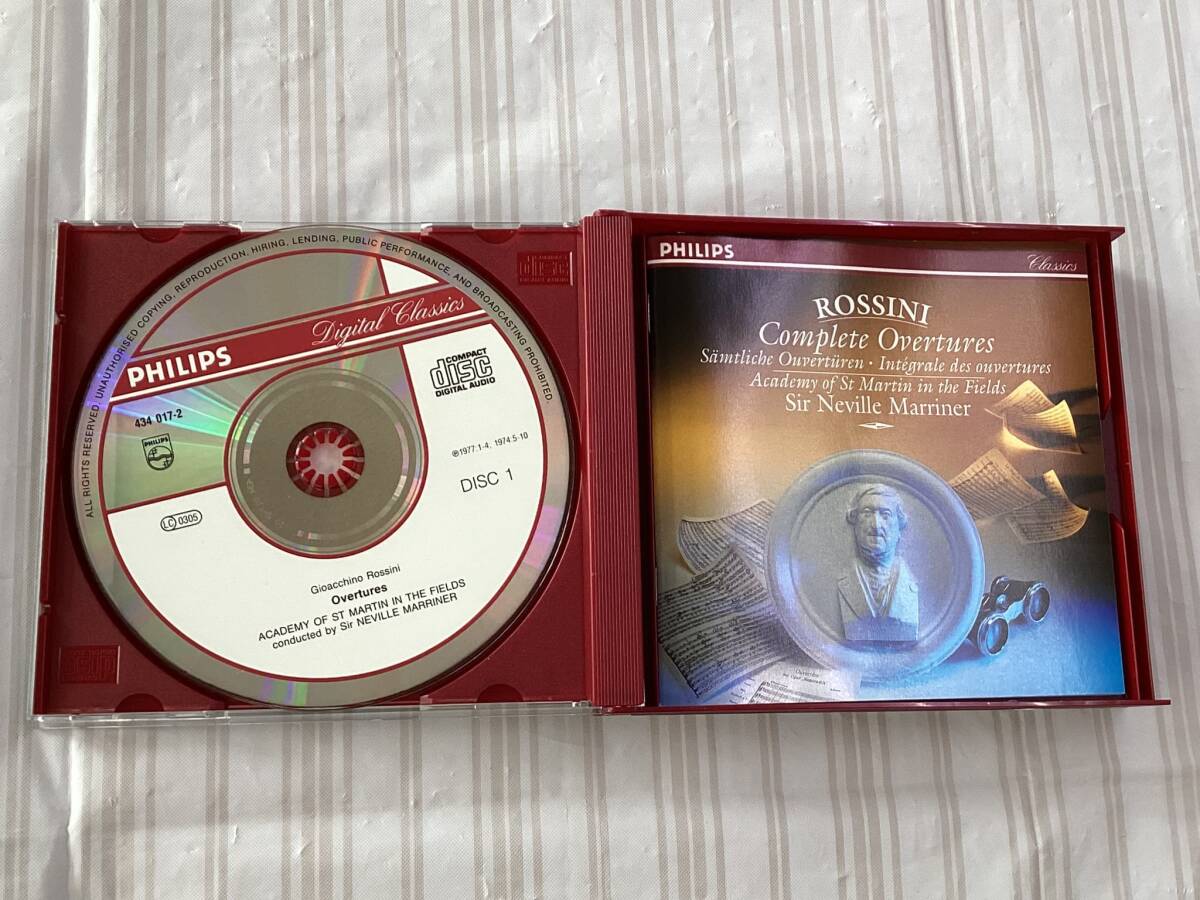 ALL RIGHTS RESERVED. UNAUTHORISED COPYING, REPRODUCTION, HIRING, LENDING, PUBLIC PERFORMANCE, AND BROADCASTING PROHIBITED.
Digital Classics
PHILIPS
COMPACT
disc
DIGITAL AUDIO
434 017-2
PHILIPS
℗1977:1-4, 1974:5-10
DISC 1
LC 0305
Gioacchino Rossini
Overtures
ACADEMY OF ST MARTIN IN THE FIELDS
conducted by Sir NEVILLE MARRINER
PHILIPS
Classics
ROSSINI
Complete Overtures
Sämtliche Ouvertüren · Intégrale des ouvertures
Academy of St Martin in the Fields
Sir Neville Marriner